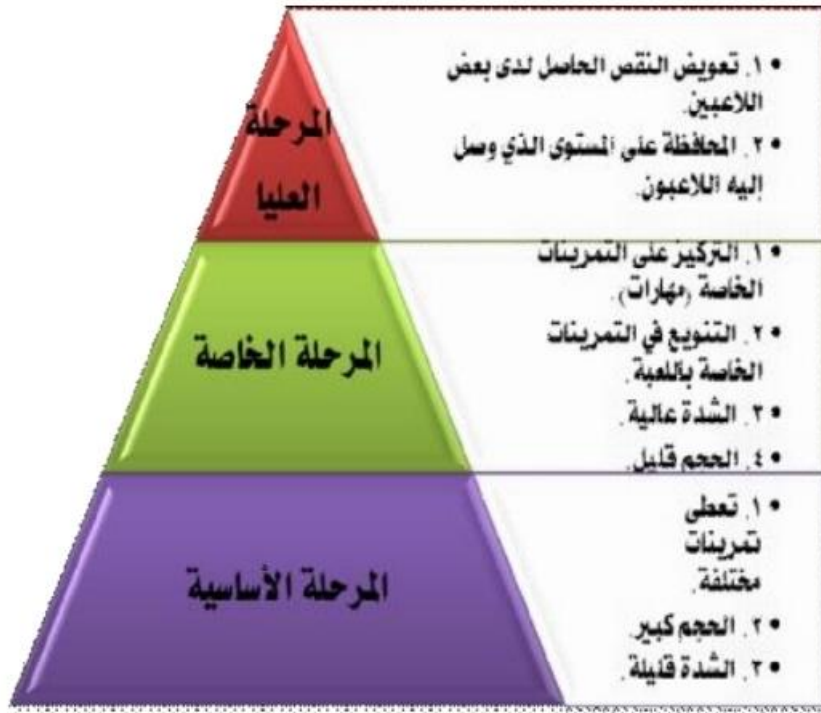 المرحلة
العليا
• ١. تعويض النقص الحاصل لدى بعض
اللاعبين.
• ٢. المحافظة على المستوى الذي وصل
إليه اللاعبون.
المرحلة الخاصة
• ١. التركيز على التمرينات
الخاصة (مهارات).
• ٢. التنويع في التمرينات
الخاصة باللعبة.
• ٣. الشدة عالية.
• ٤. الحجم قليل.
المرحلة الأساسية
• ١. تعطى
تمرينات
مختلفة.
• ٢. الحجم كبير.
• ٣. الشدة قليلة.